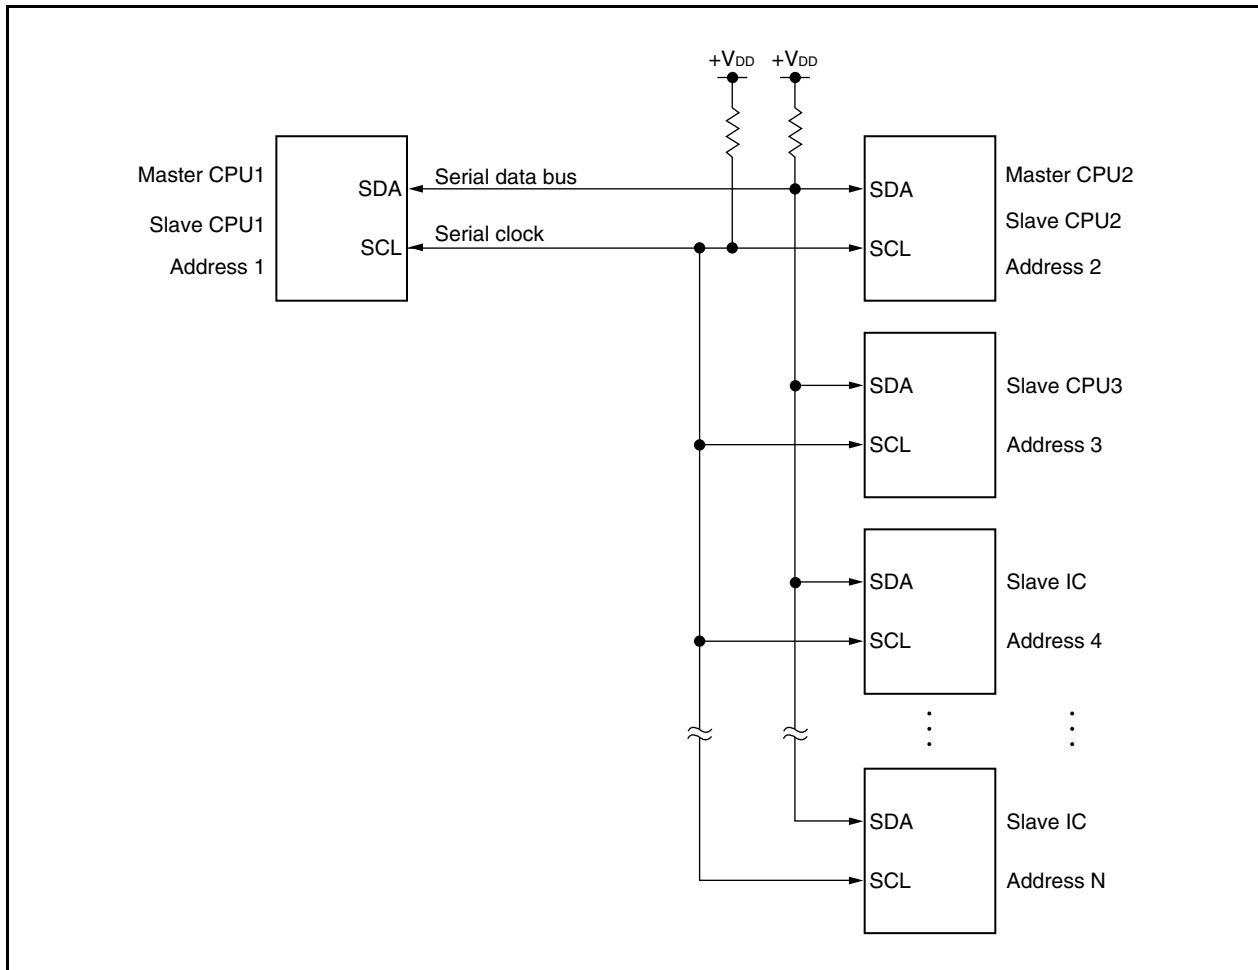 +VDD +VDD
Master CPU1
Slave CPU1
Address 1
SDA
SCL
Serial data bus
Serial clock
SDA
SCL
Master CPU2
Slave CPU2
Address 2
SDA
SCL
Slave CPU3
Address 3
SDA
SCL
Slave IC
Address 4
SDA
SCL
Slave IC
Address N